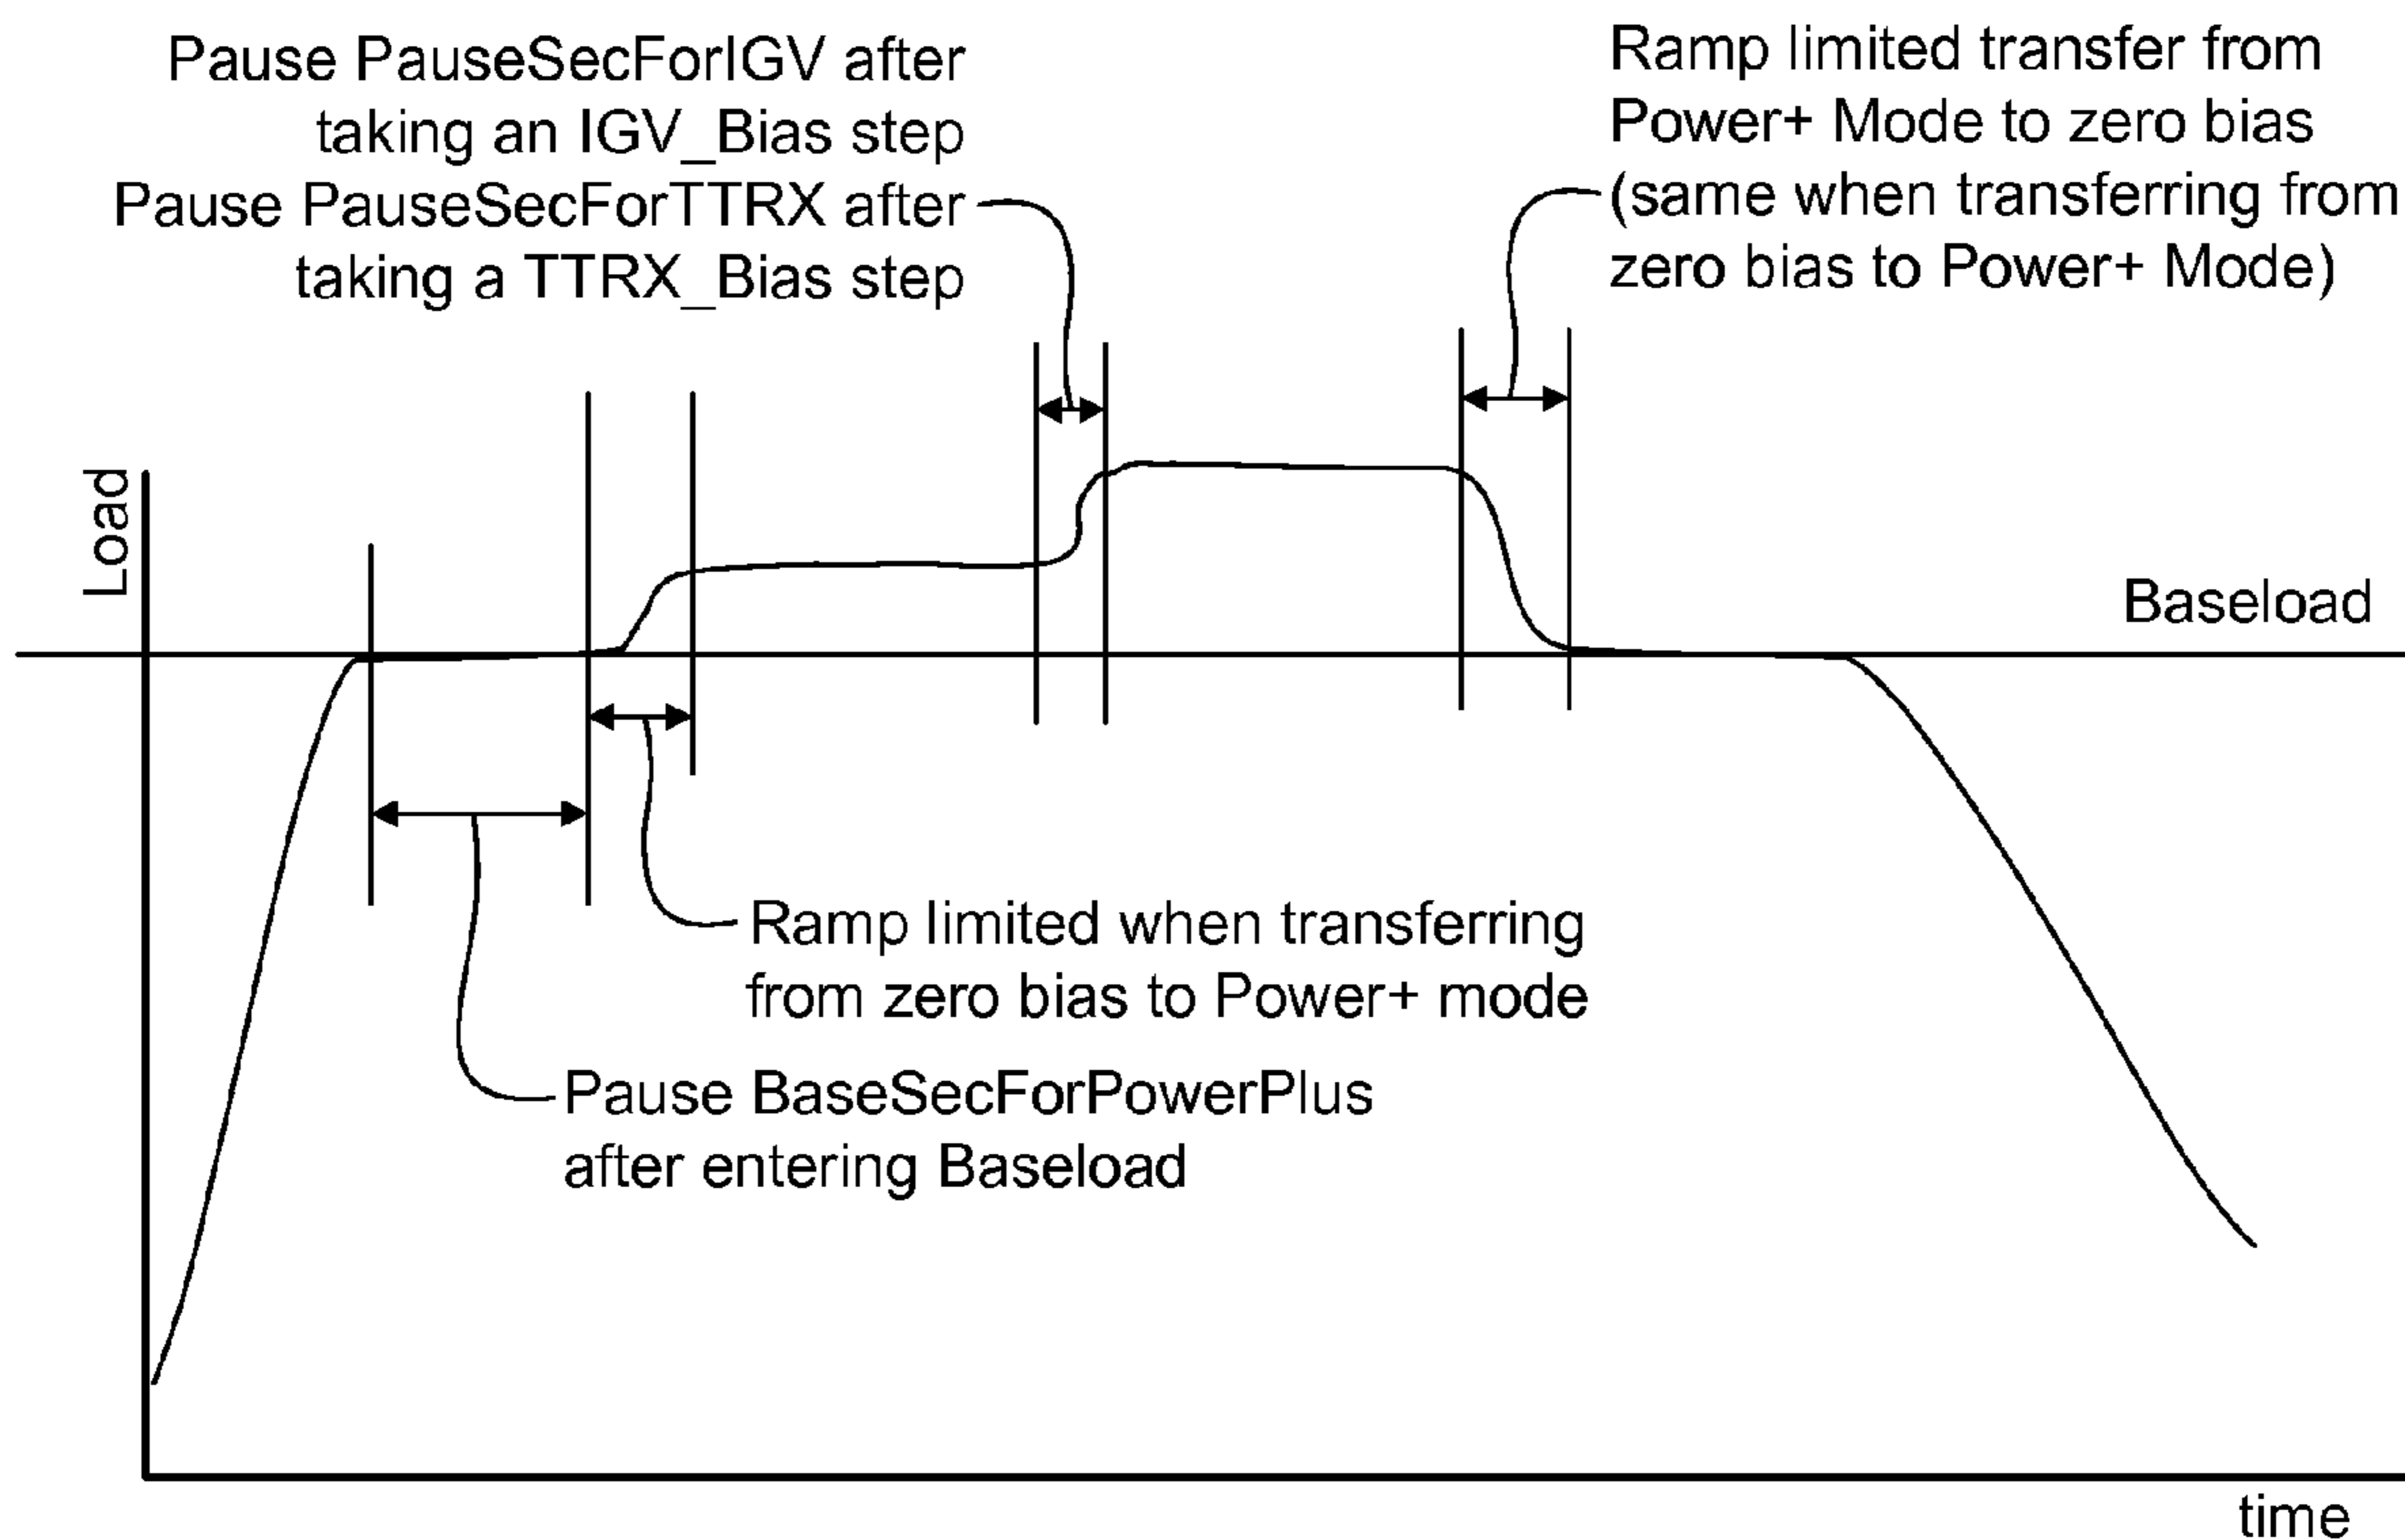 Pause PauseSecForIGV after
taking an IGV_Bias step
Pause PauseSecForTTRX after
taking a TTRX_Bias step
Ramp limited transfer from
Power+ Mode to zero bias
(same when transferring from
zero bias to Power+ Mode)
Load
Baseload
Ramp limited when transferring
from zero bias to Power+ mode
Pause BaseSecForPowerPlus
after entering Baseload
time